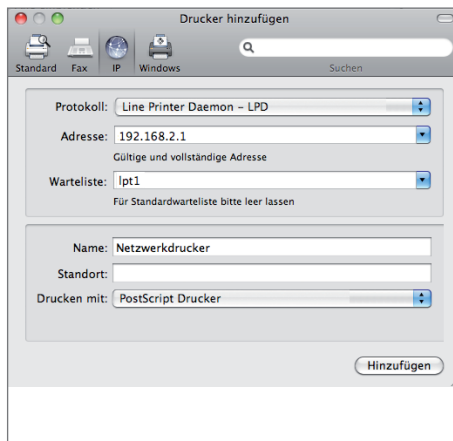 Drucker hinzufügen
Standard Fax IP Windows Suchen
Protokoll: Line Printer Daemon – LPD
Adresse: 192.168.2.1
Gültige und vollständige Adresse
Warteliste: lpt1
Für Standardwarteliste bitte leer lassen
Name: Netzwerkdrucker
Standort:
Drucken mit: PostScript Drucker
Hinzufügen